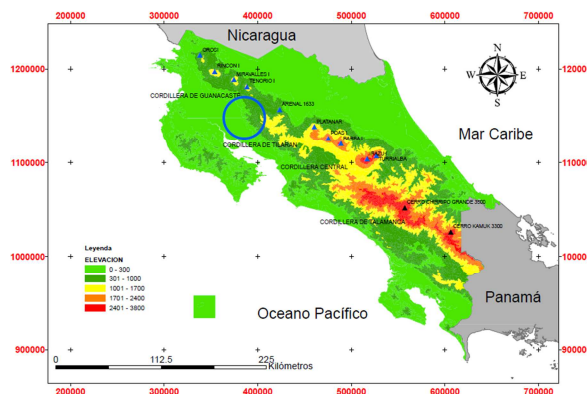 200000 300000 400000 500000 600000 700000
Nicaragua
1200000 1200000
OROSI
RINCON I
MIRAVALLES I
TENORIO I
N
W E
S
CORDILLERA DE GUANACASTE
ARENAL 1633
Mar Caribe
PLATANAR
POAS I
BARVA I
CORDILLERA DE TILARAN
IRAZU I
TURRIALBA
1100000 1100000
CORDILLERA CENTRAL
CERRO CHIRRIPO GRANDE 3800
CORDILLERA DE TALAMANCA
CERRO KAMUK 3300
1000000 1000000
Leyenda
ELEVACION
0 - 300
301 - 1000
1001 - 1700
1701 - 2400
2401 - 3800
Panamá
Oceano Pacífico
900000 900000
0 112.5 225
Kilómetros
200000 300000 400000 500000 600000 700000